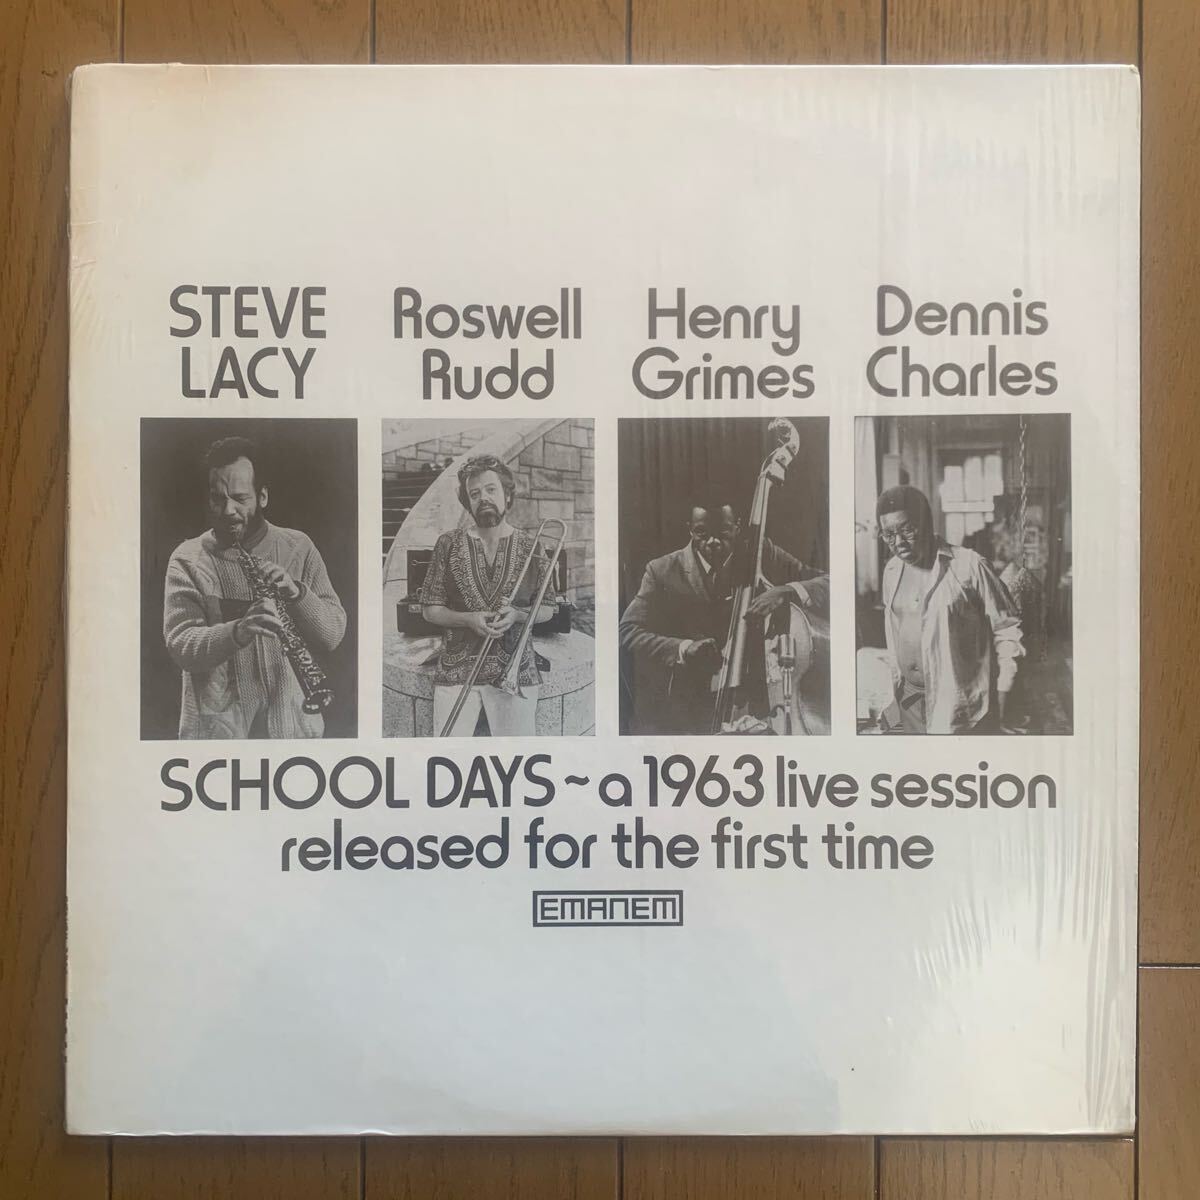 STEVE
LACY
Roswell
Rudd
Henry
Grimes
Dennis
Charles
SCHOOL DAYS ~ a 1963 live session
released for the first time
EMANEM